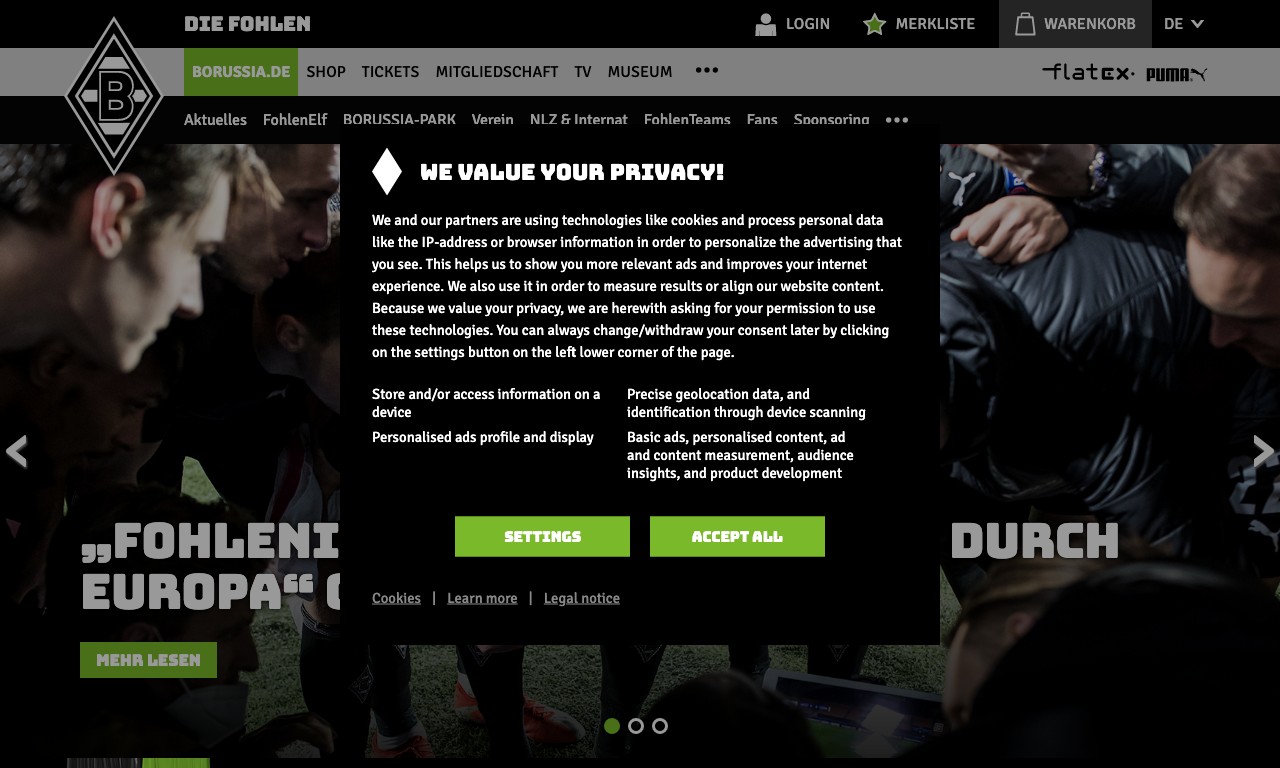 DIE FOHLEN
LOGIN
MERKLISTE
WARENKORB
DE
B
BORUSSIA.DE
SHOP
TICKETS
MITGLIEDSCHAFT
TV
MUSEUM
flatex
PUMA
Aktuelles
FohlenElf
BORUSSIA-PARK
Verein
NLZ & Internat
FohlenTeams
Fans
Sponsoring
WE VALUE YOUR PRIVACY!
We and our partners are using technologies like cookies and process personal data
like the IP-address or browser information in order to personalize the advertising that
you see. This helps us to show you more relevant ads and improves your internet
experience. We also use it in order to measure results or align our website content.
Because we value your privacy, we are herewith asking for your permission to use
these technologies. You can always change/withdraw your consent later by clicking
on the settings button on the left lower corner of the page.
Store and/or access information on a
device
Personalised ads profile and display
Precise geolocation data, and
identification through device scanning
Basic ads, personalised content, ad
and content measurement, audience
insights, and product development
SETTINGS
ACCEPT ALL
Cookies | Learn more | Legal notice
DURCH
EUROPA“
MEHR LESEN